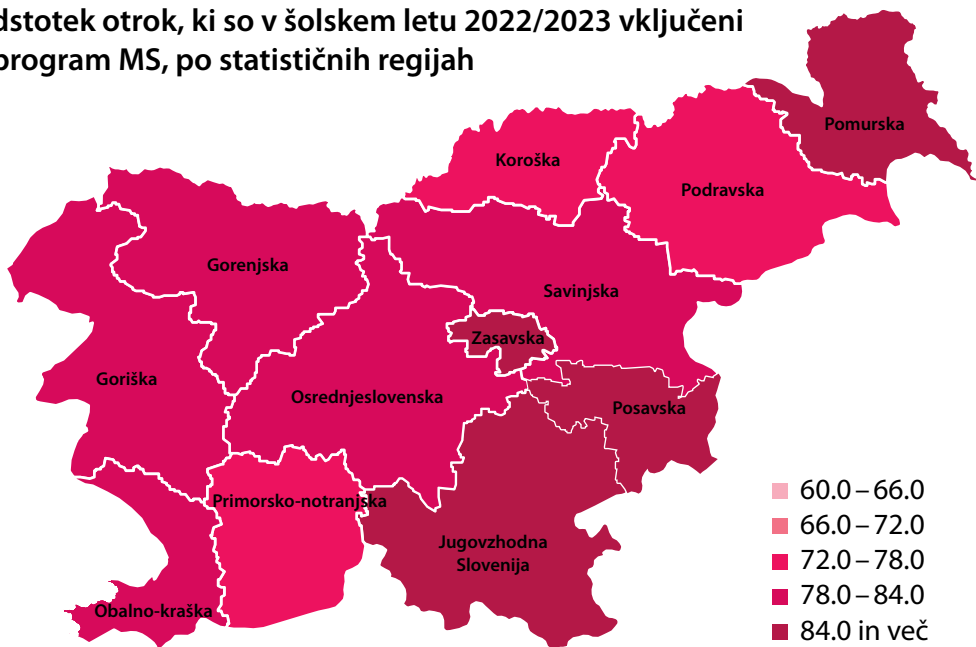 dstotek otrok, ki so v šolskem letu 2022/2023 vključeni
program MS, po statističnih regijah
Pomurska
Koroška
Podravska
Gorenjska
Savinjska
Zasavska
Goriška
Osrednjeslovenska
Posavska
Primorsko-notranjska
Jugovzhodna
Slovenija
Obalno-kraška
60.0 – 66.0
66.0 – 72.0
72.0 – 78.0
78.0 – 84.0
84.0 in več